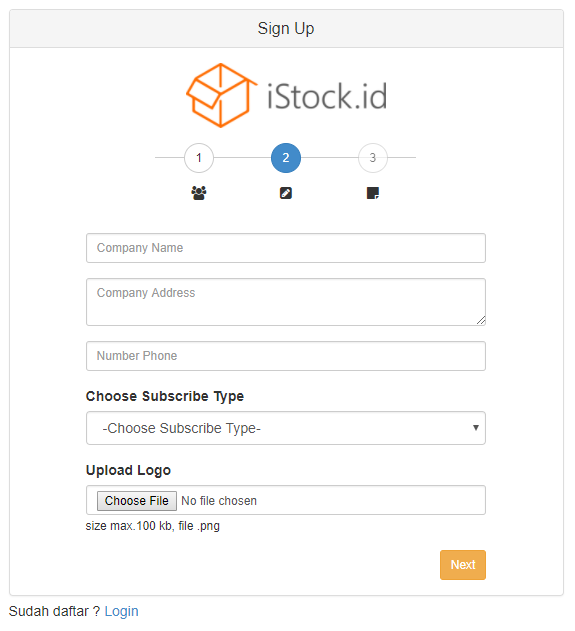 Sign Up
iStock.id
1 2 3
Company Name
Company Address
Number Phone
Choose Subscribe Type
-Choose Subscribe Type-
Upload Logo
Choose File No file chosen
size max.100 kb, file .png
Next
Sudah daftar ? Login